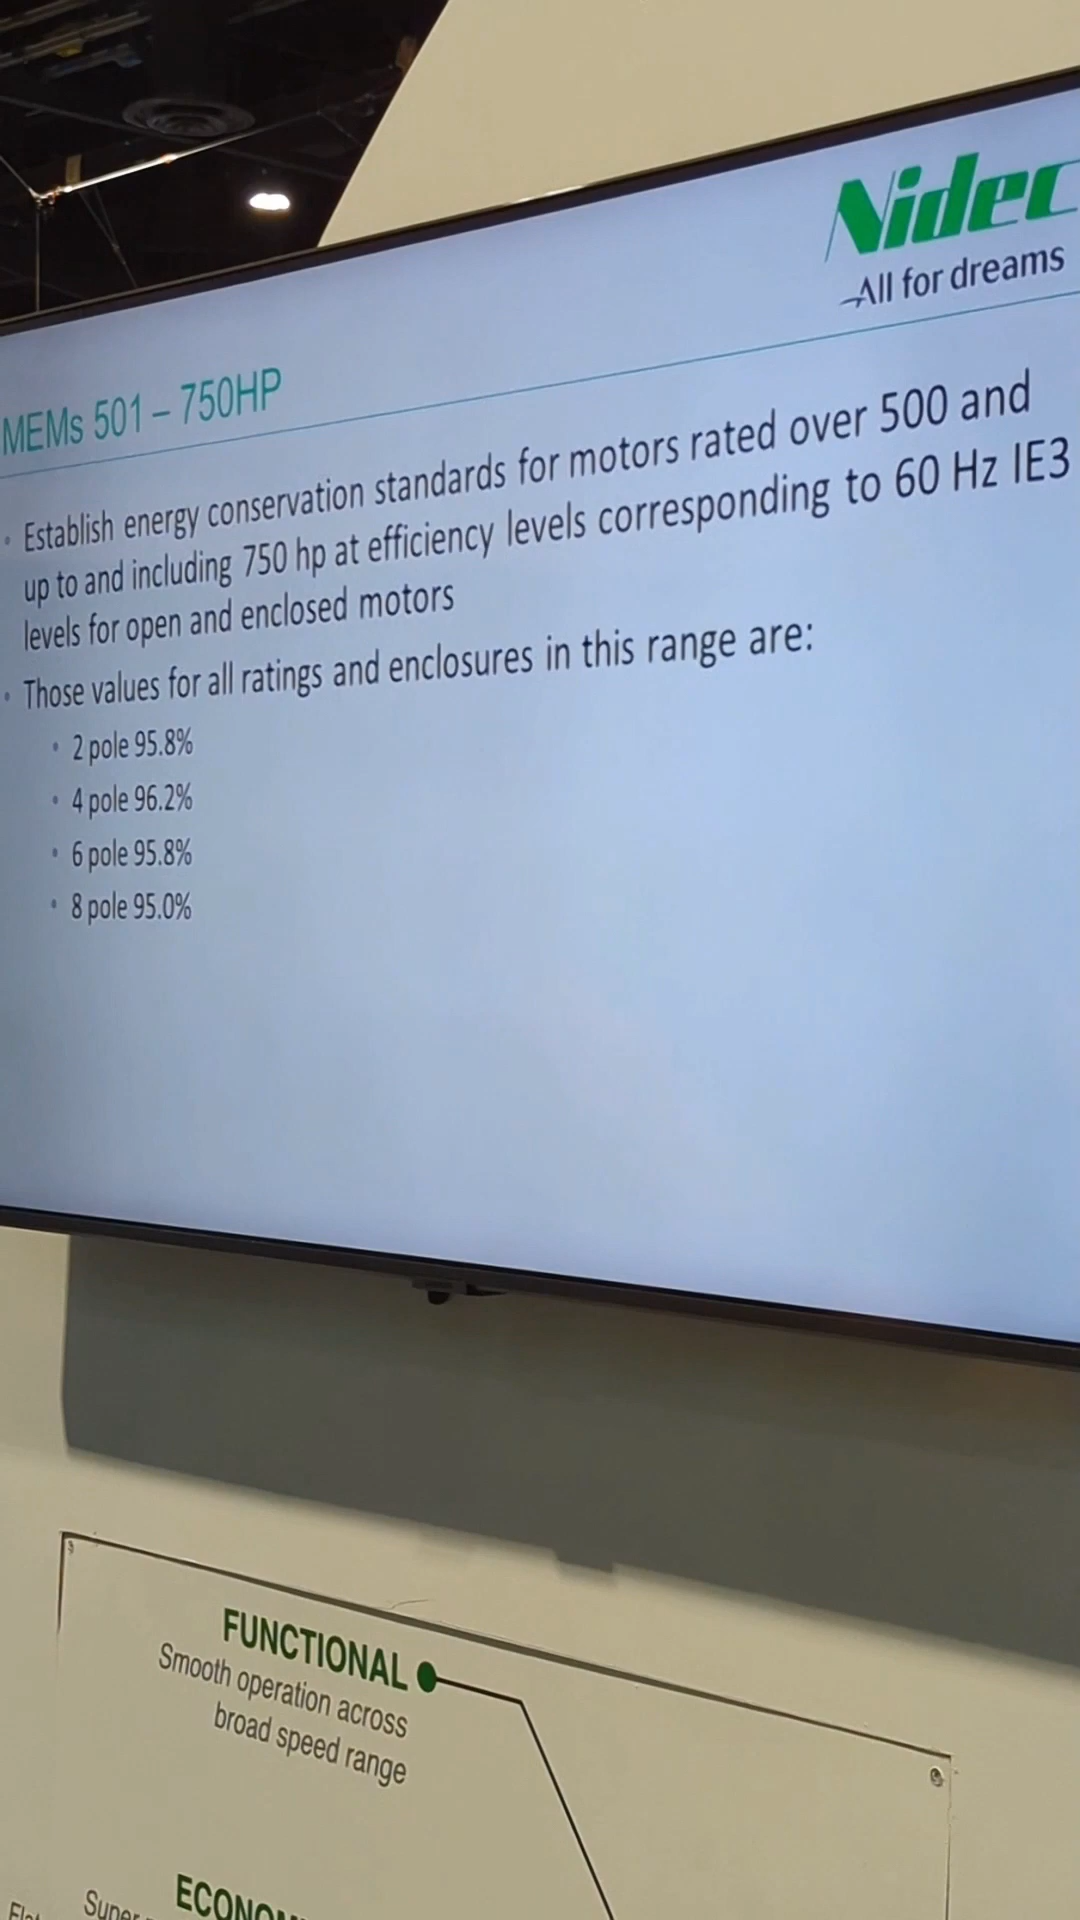 Nidec
All for dreams
MEMs 501 – 750HP
• Establish energy conservation standards for motors rated over 500 and
up to and including 750 hp at efficiency levels corresponding to 60 Hz IE3
levels for open and enclosed motors
• Those values for all ratings and enclosures in this range are:
• 2 pole 95.8%
• 4 pole 96.2%
• 6 pole 95.8%
• 8 pole 95.0%
FUNCTIONAL
Smooth operation across
broad speed range